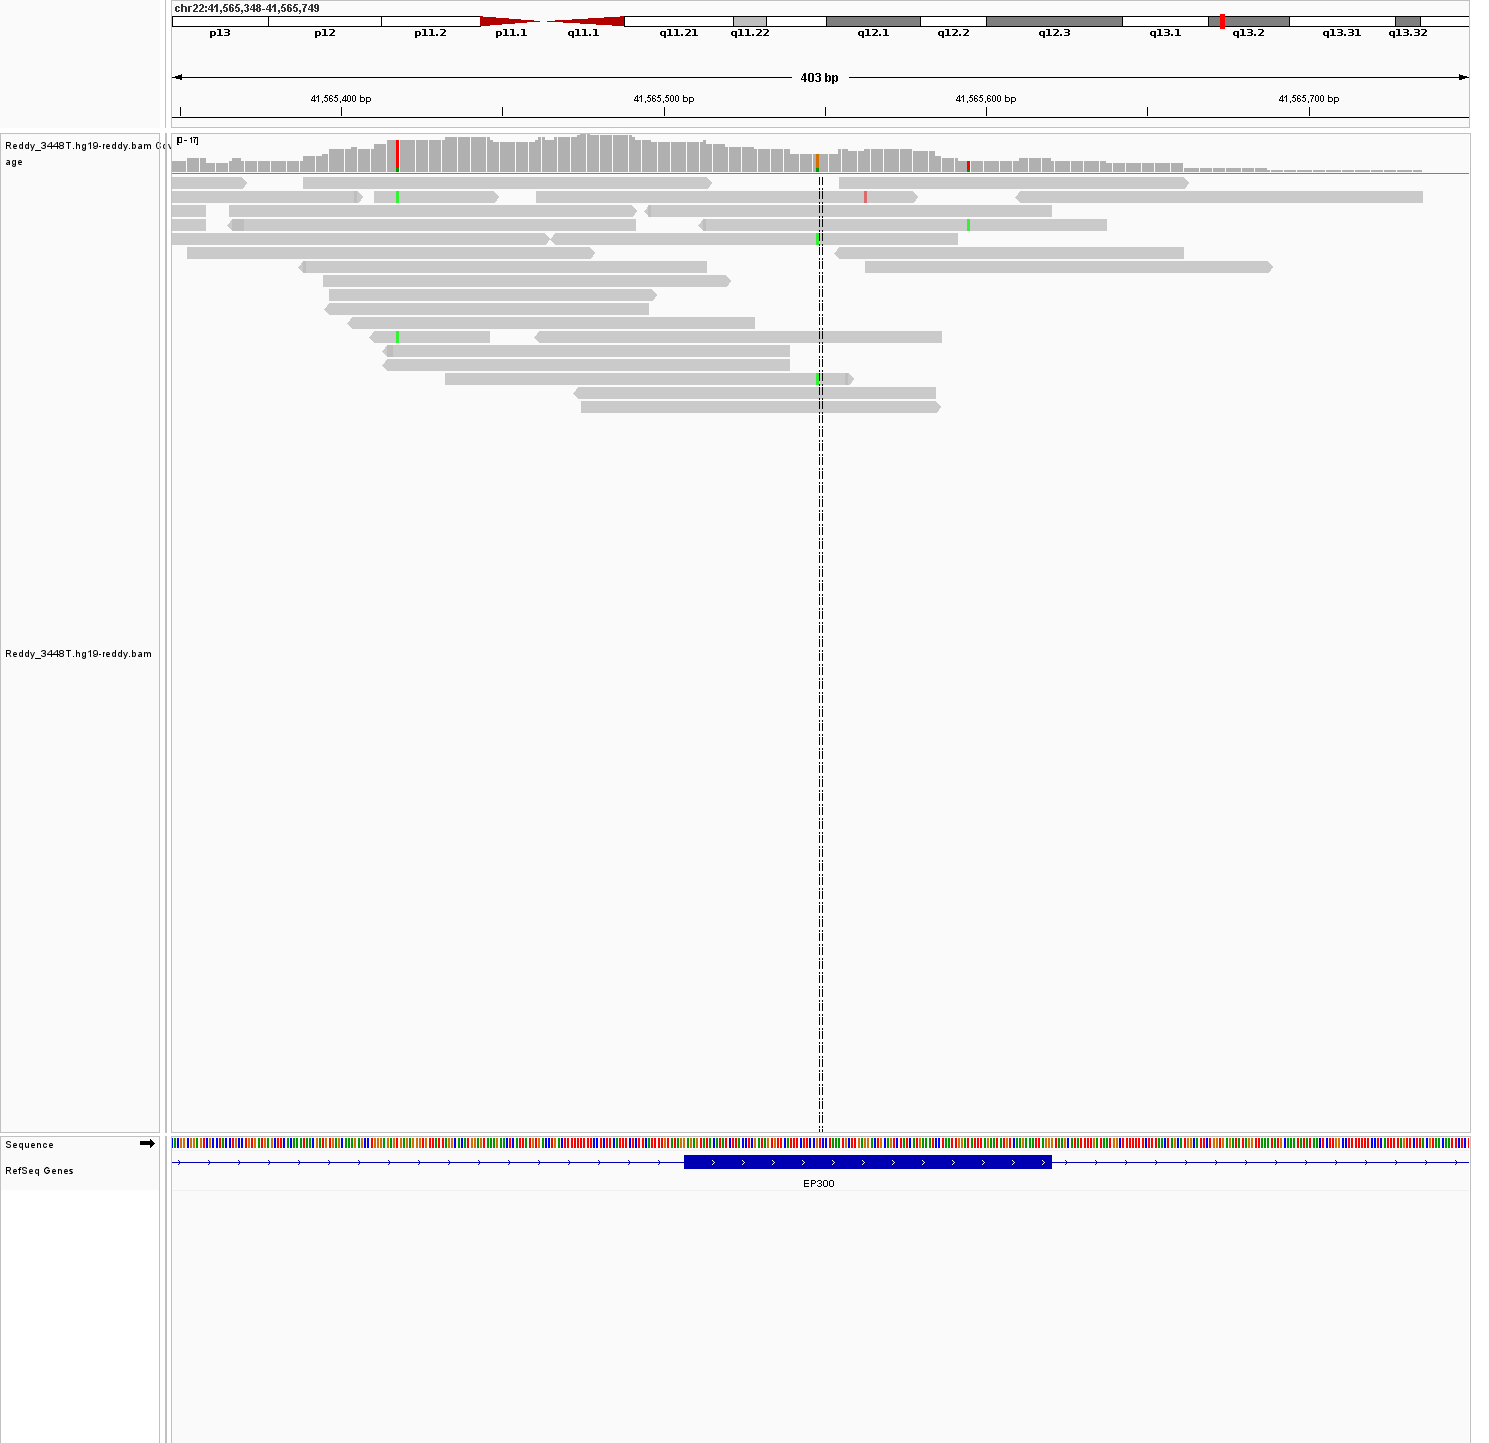 chr22:41,565,348-41,565,749
p13 p12 p11.2 p11.1 q11.1 q11.21 q11.22 q12.1 q12.2 q12.3 q13.1 q13.2 q13.31 q13.32
403 bp
41,565,400 bp 41,565,500 bp 41,565,600 bp 41,565,700 bp
[0 - 17]
Reddy_3448T.hg19-reddy.bam Cov
age
Reddy_3448T.hg19-reddy.bam
Sequence
RefSeq Genes
EP300